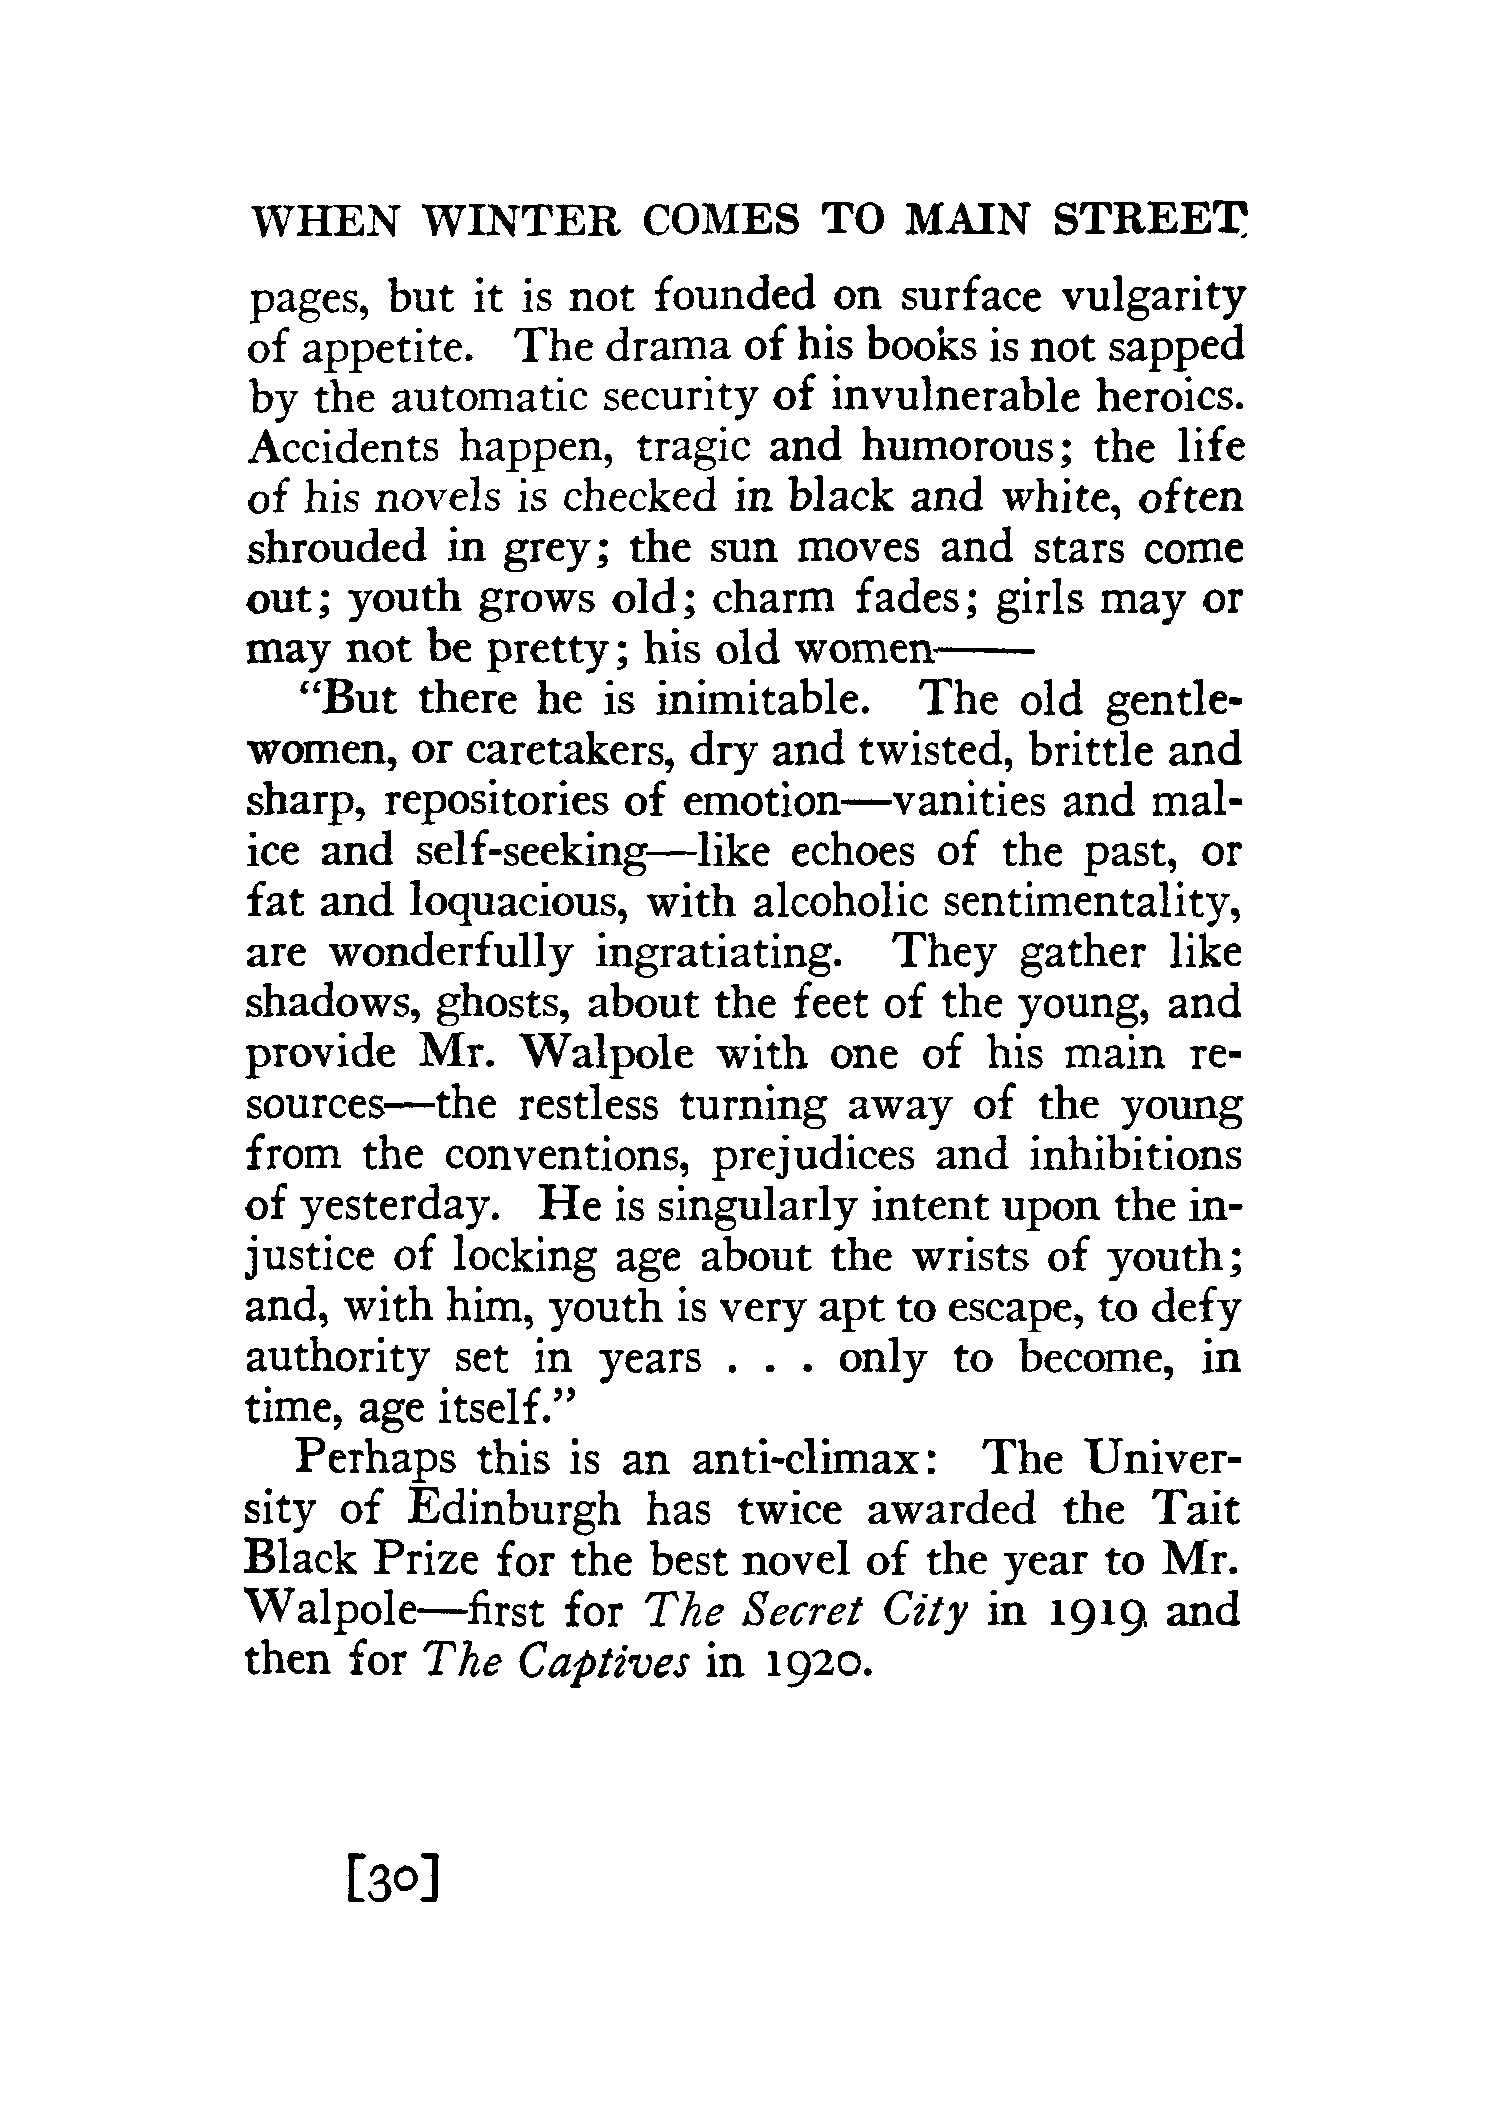 WHEN WINTER COMES TO MAIN STREET
pages, but it is not founded on surface vulgarity
of appetite. The drama of his books is not sapped
by the automatic security of invulnerable heroics.
Accidents happen, tragic and humorous; the life
of his novels is checked in black and white, often
shrouded in grey; the sun moves and stars come
out; youth grows old; charm fades; girls may or
may not be pretty; his old women——
"But there he is inimitable. The old gentle-
women, or caretakers, dry and twisted, brittle and
sharp, repositories of emotion—vanities and mal-
ice and self-seeking—like echoes of the past, or
fat and loquacious, with alcoholic sentimentality,
are wonderfully ingratiating. They gather like
shadows, ghosts, about the feet of the young, and
provide Mr. Walpole with one of his main re-
sources—the restless turning away of the young
from the conventions, prejudices and inhibitions
of yesterday. He is singularly intent upon the in-
justice of locking age about the wrists of youth;
and, with him, youth is very apt to escape, to defy
authority set in years . . . only to become, in
time, age itself."
Perhaps this is an anti-climax: The Univer-
sity of Edinburgh has twice awarded the Tait
Black Prize for the best novel of the year to Mr.
Walpole—first for The Secret City in 1919 and
then for The Captives in 1920.
[30]